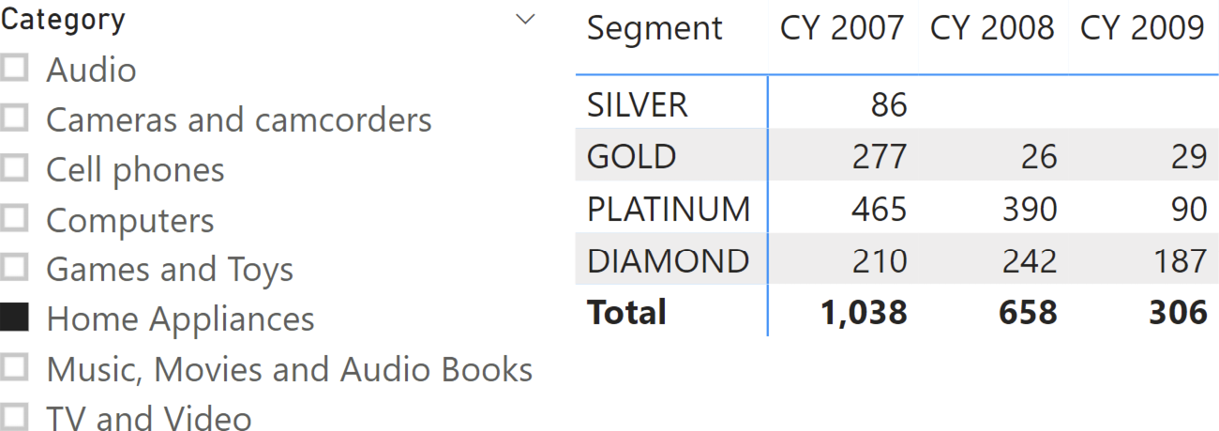 Category
Audio
Cameras and camcorders
Cell phones
Computers
Games and Toys
Home Appliances
Music, Movies and Audio Books
TV and Video
Segment CY 2007 CY 2008 CY 2009
SILVER 86
GOLD 277 26 29
PLATINUM 465 390 90
DIAMOND 210 242 187
Total 1,038 658 306